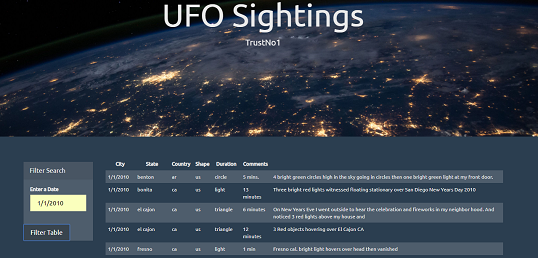 UFO Sightings
TrustNo1
Filter Search
Enter a Date
1/1/2010
Filter Table
City State Country Shape Duration Comments
1/1/2010 benton ar us circle 5 mins. 4 bright green circles high in the sky going in circles then one bright green light at my front door.
1/1/2010 bonita ca us light 13 minutes Three bright red lights witnessed floating stationary over San Diego New Years Day 2010
1/1/2010 el cajon ca us triangle 6 minutes On New Years Eve I went outside to hear the celebration and fireworks in my neighbor hood. And
noticed 3 red lights above my house and
1/1/2010 el cajon ca us triangle 12 minutes 3 Red objects hovering over El Cajon CA
1/1/2010 fresno ca us light 1 min Fresno cal. bright light hovers over head then vanished